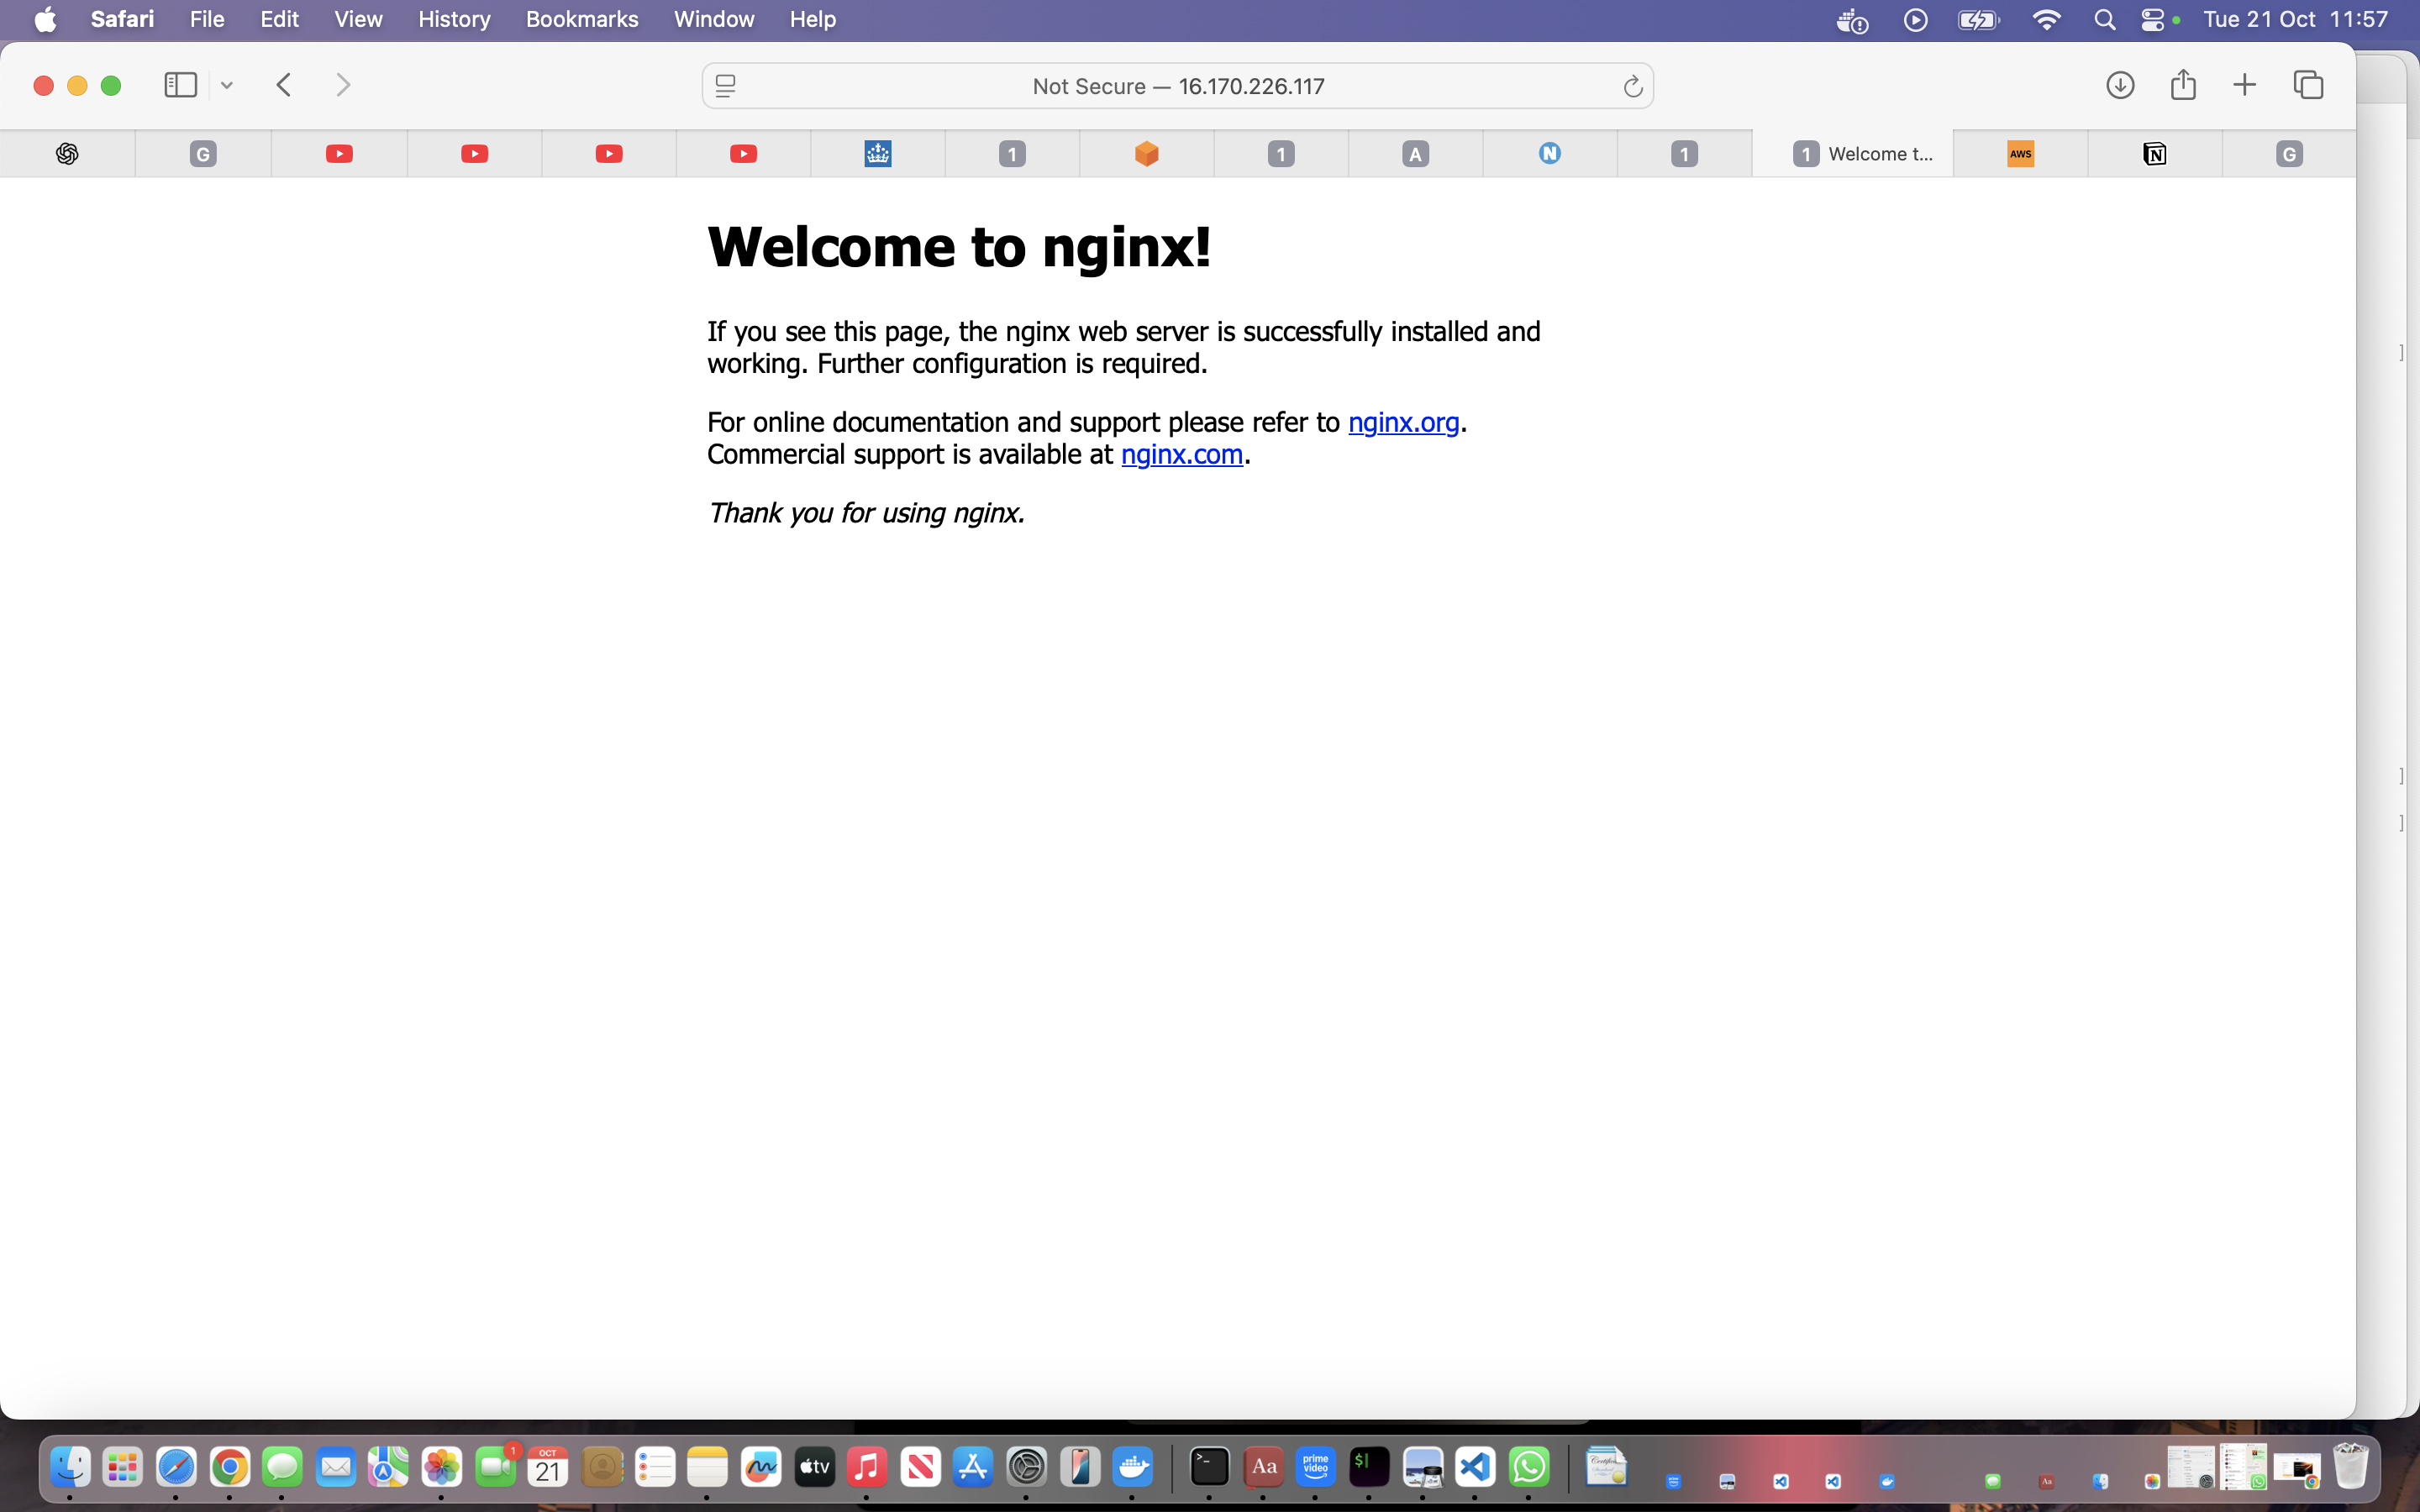 Safari File Edit View History Bookmarks Window Help Tue 21 Oct 11:57
Not Secure — 16.170.226.117
G 1 1 A N 1 1 Welcome t... AWS N G
Welcome to nginx!
If you see this page, the nginx web server is successfully installed and
working. Further configuration is required.
For online documentation and support please refer to nginx.org.
Commercial support is available at nginx.com.
Thank you for using nginx.
]
]
]
1 OCT 21 tv >_ Aa prime video $